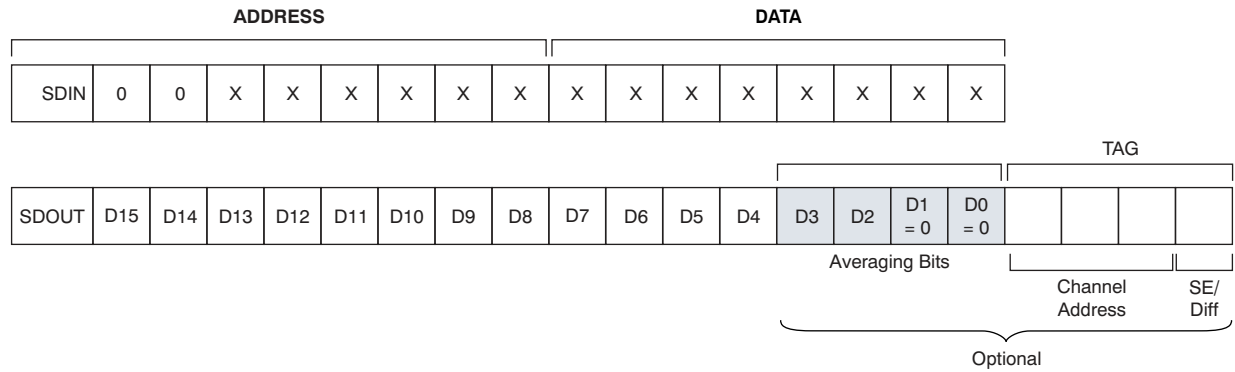 ADDRESS DATA
SDIN 0 0 X X X X X X X X X X X X X X
TAG
SDOUT D15 D14 D13 D12 D11 D10 D9 D8 D7 D6 D5 D4 D3 D2 D1 = 0 D0 = 0
Averaging Bits
Channel Address
SE/ Diff
Optional